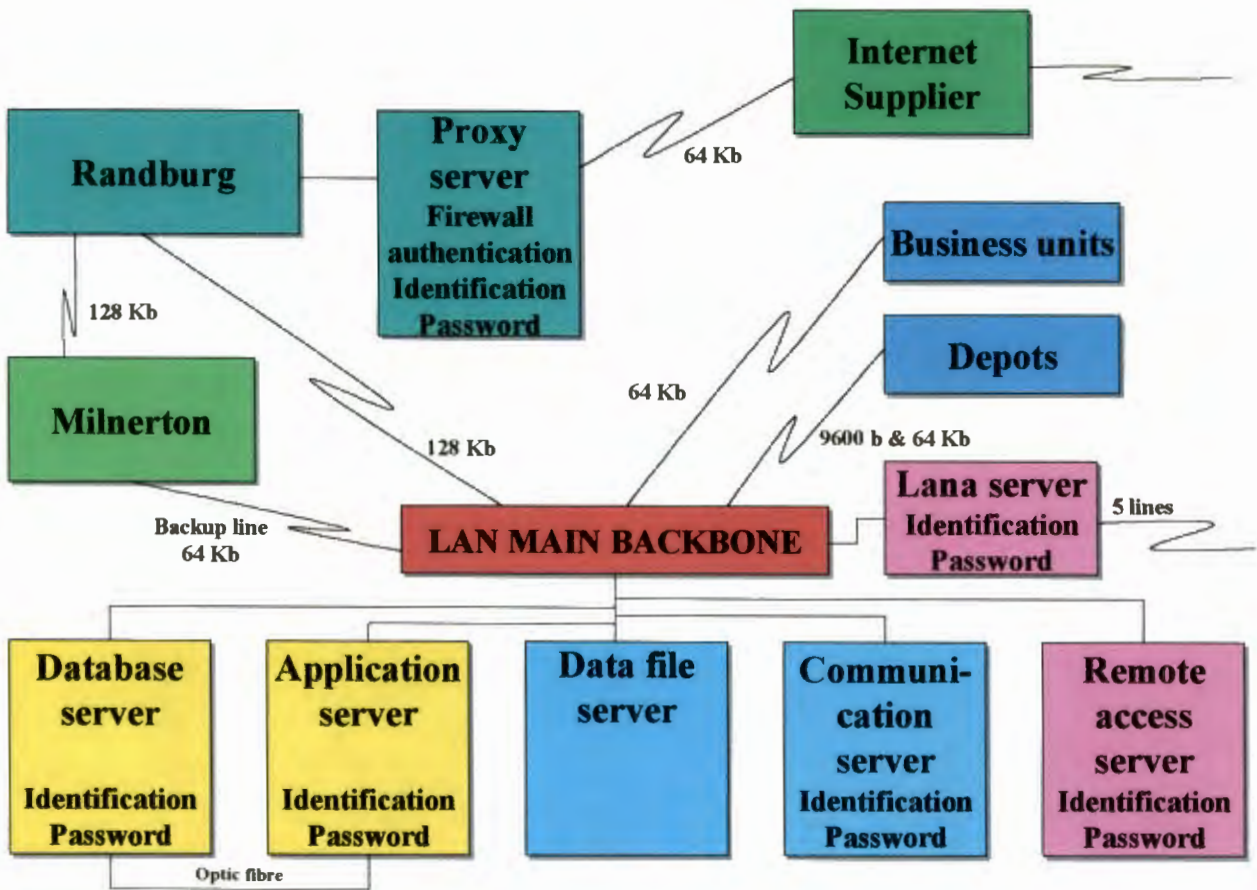 Internet
Supplier
Randburg
Proxy
server
Firewall
authentication
Identification
Password
64 Kb
Business units
128 Kb
Depots
Milnerton
64 Kb
9600 b & 64 Kb
128 Kb
Lana server
Identification
Password
5 lines
Backup line
64 Kb
LAN MAIN BACKBONE
Database
server
Identification
Password
Application
server
Identification
Password
Data file
server
Communi-
cation
server
Identification
Password
Remote
access
server
Identification
Password
Optic fibre